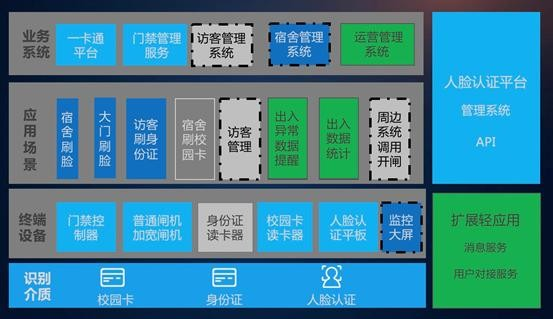 业务
系统
一卡通
平台
门禁管理
服务
访客管理
系统
宿舍管理
系统
运营管理
系统
应用场景
宿舍刷脸
大门刷脸
访客
刷身
份证
宿舍
刷校
园卡
访客
管理
出入
异常
数据
提醒
出入
数据
统计
周边
系统
调用
开闸
终端
设备
门禁控
制器
普通闸机
加宽闸机
身份证
读卡器
校园卡
读卡器
人脸认
证平板
监控
大屏
识别
介质
校园卡
身份证
人脸认证
人脸认证平台
管理系统
API
扩展轻应用
消息服务
用户对接服务